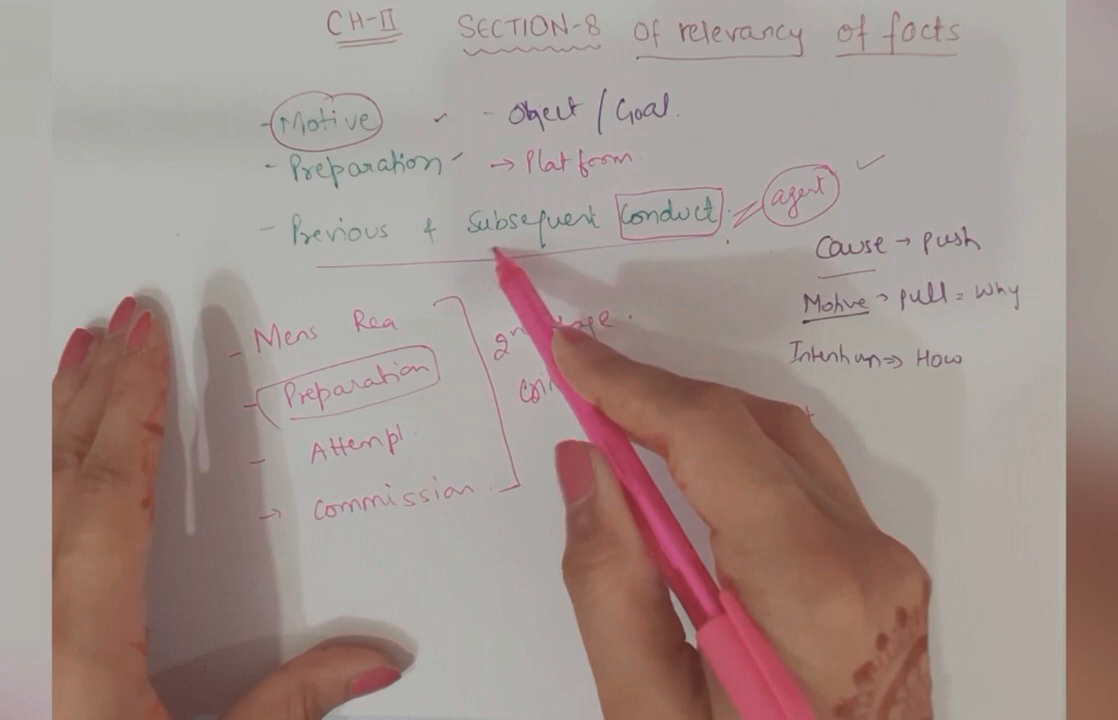 CH-II SECTION-8 of relevancy of facts
- Motive ✓ - Object / Goal.
- Preparation ✓ → Platform
- Previous & Subsequent Conduct. agent ✓
Cause → push
Motive → pull = Why
Intention ⇒ How
- Mens Rea
- Preparation
- Attempt
→ Commission
2n